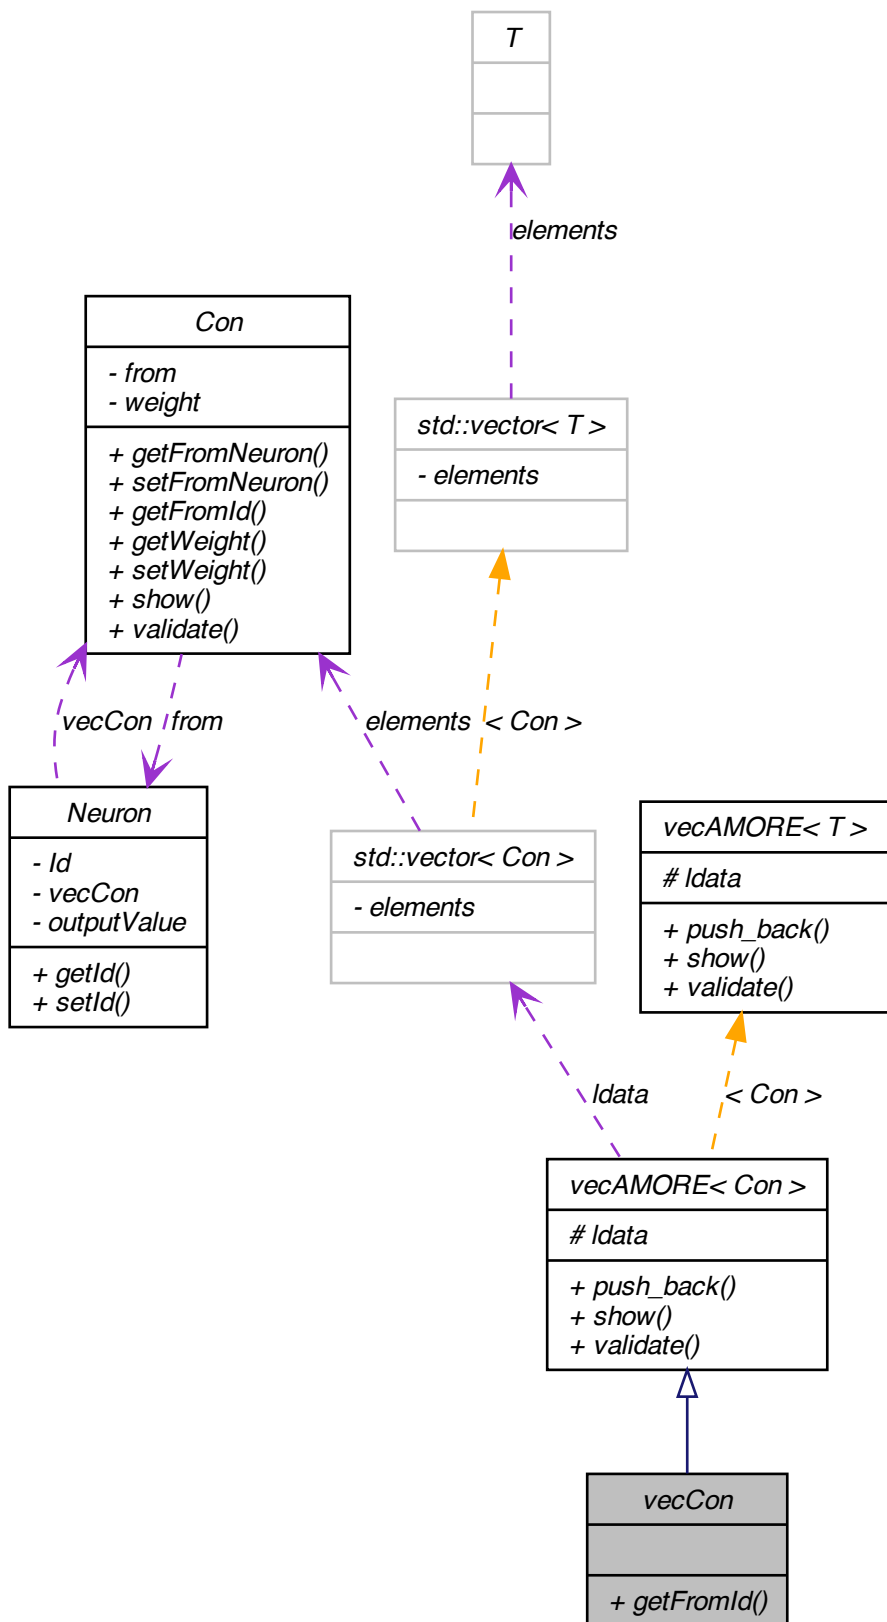 T
elements
Con
- from
- weight
+ getFromNeuron()
+ setFromNeuron()
+ getFromId()
+ getWeight()
+ setWeight()
+ show()
+ validate()
std::vector< T >
- elements
vecCon
from
elements
< Con >
Neuron
- Id
- vecCon
- outputValue
+ getId()
+ setId()
std::vector< Con >
- elements
vecAMORE< T >
# ldata
+ push_back()
+ show()
+ validate()
ldata
< Con >
vecAMORE< Con >
# ldata
+ push_back()
+ show()
+ validate()
vecCon
+ getFromId()